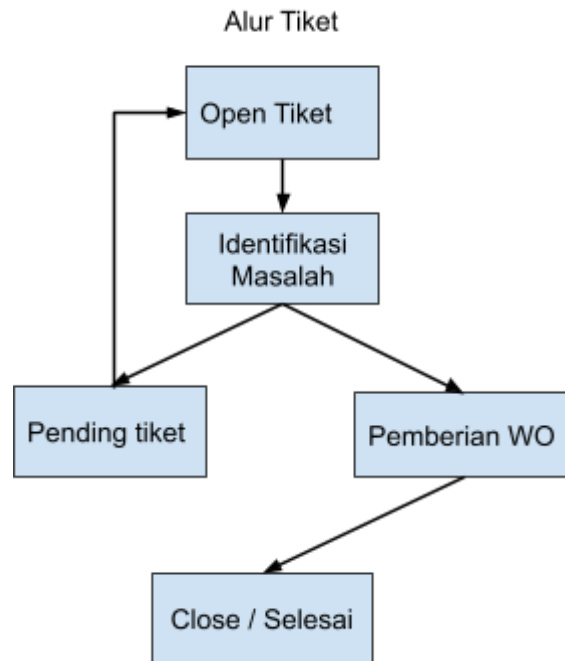 Alur Tiket
Open Tiket
Identifikasi
Masalah
Pending tiket
Pemberian WO
Close / Selesai